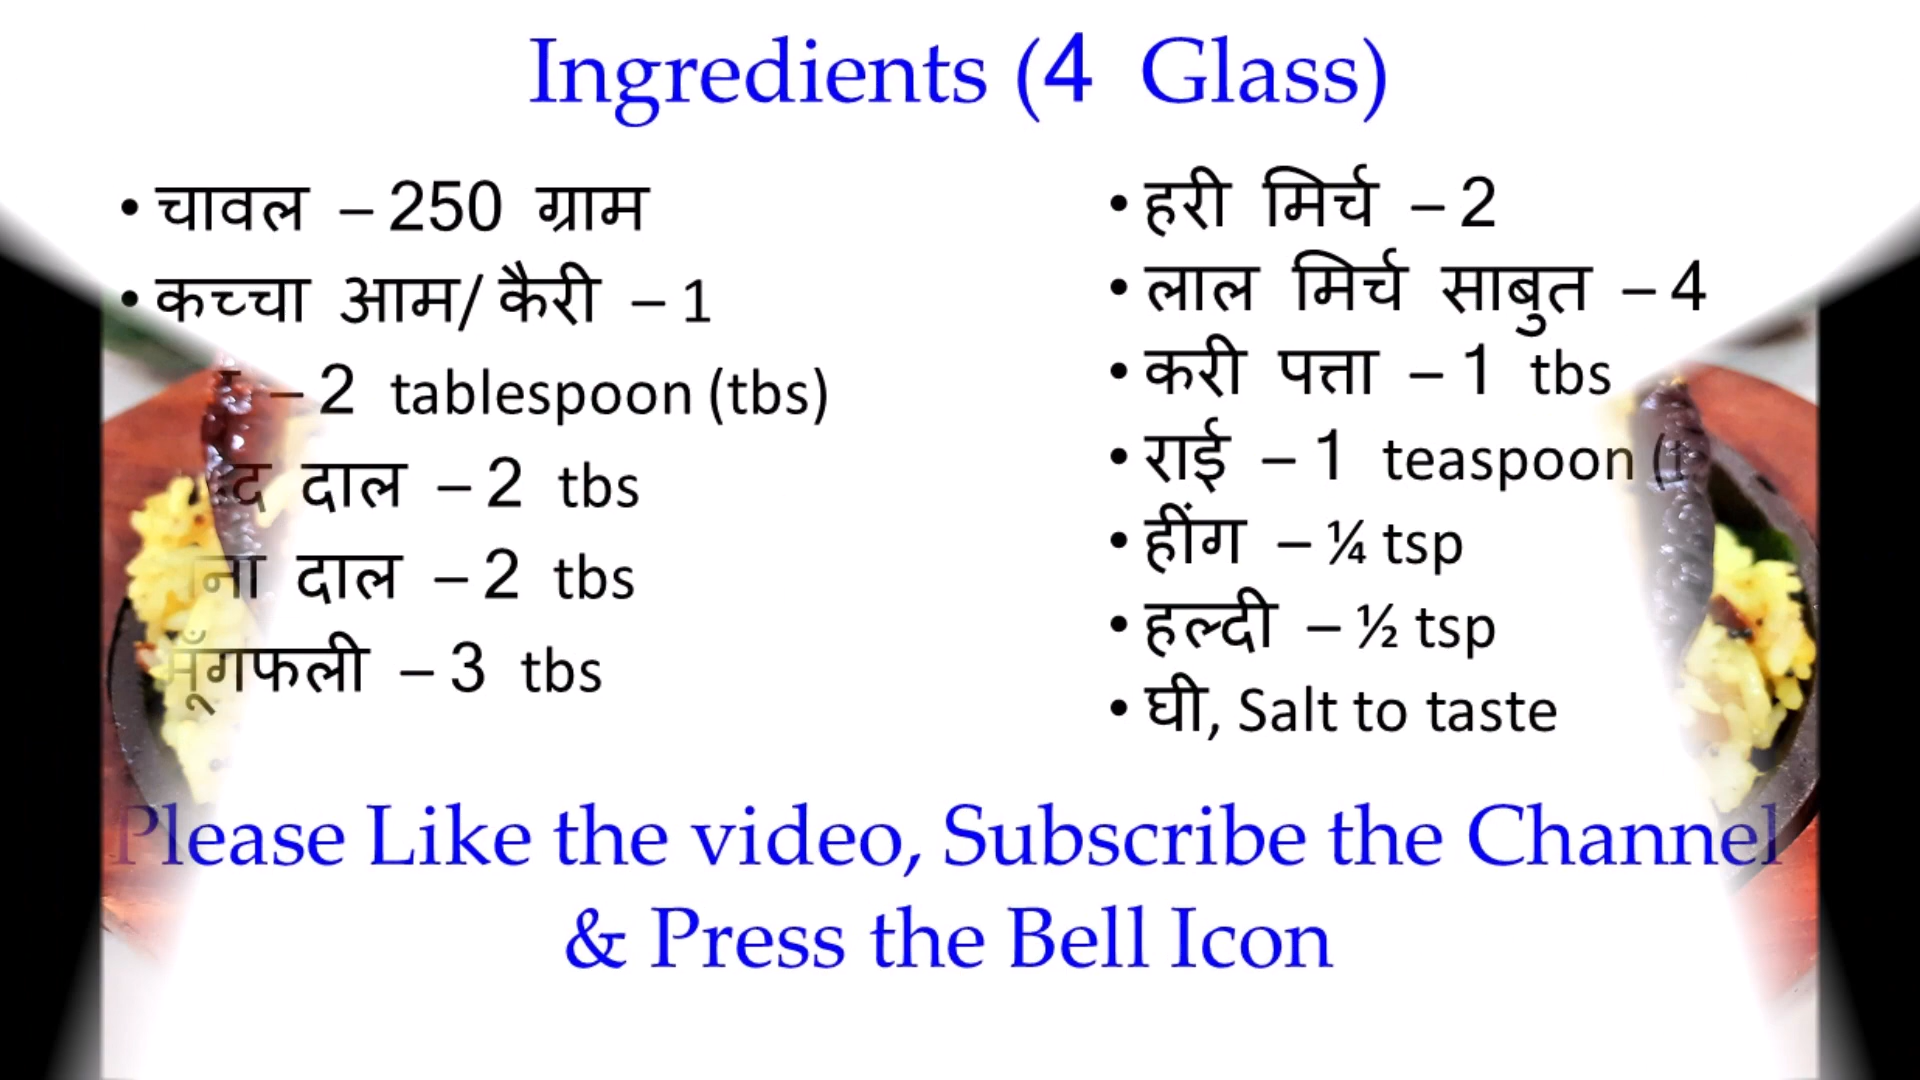 Ingredients (4 Glass)
• चावल – 250 ग्राम
• कच्चा आम/ कैरी – 1
– 2 tablespoon (tbs)
दाल – 2 tbs
दाल – 2 tbs
मूँगफली – 3 tbs
• हरी मिर्च – 2
• लाल मिर्च साबुत – 4
• करी पत्ता – 1 tbs
• राई – 1 teaspoon
• हींग – ¼ tsp
• हल्दी – ½ tsp
• घी, Salt to taste
Please Like the video, Subscribe the Channel
& Press the Bell Icon